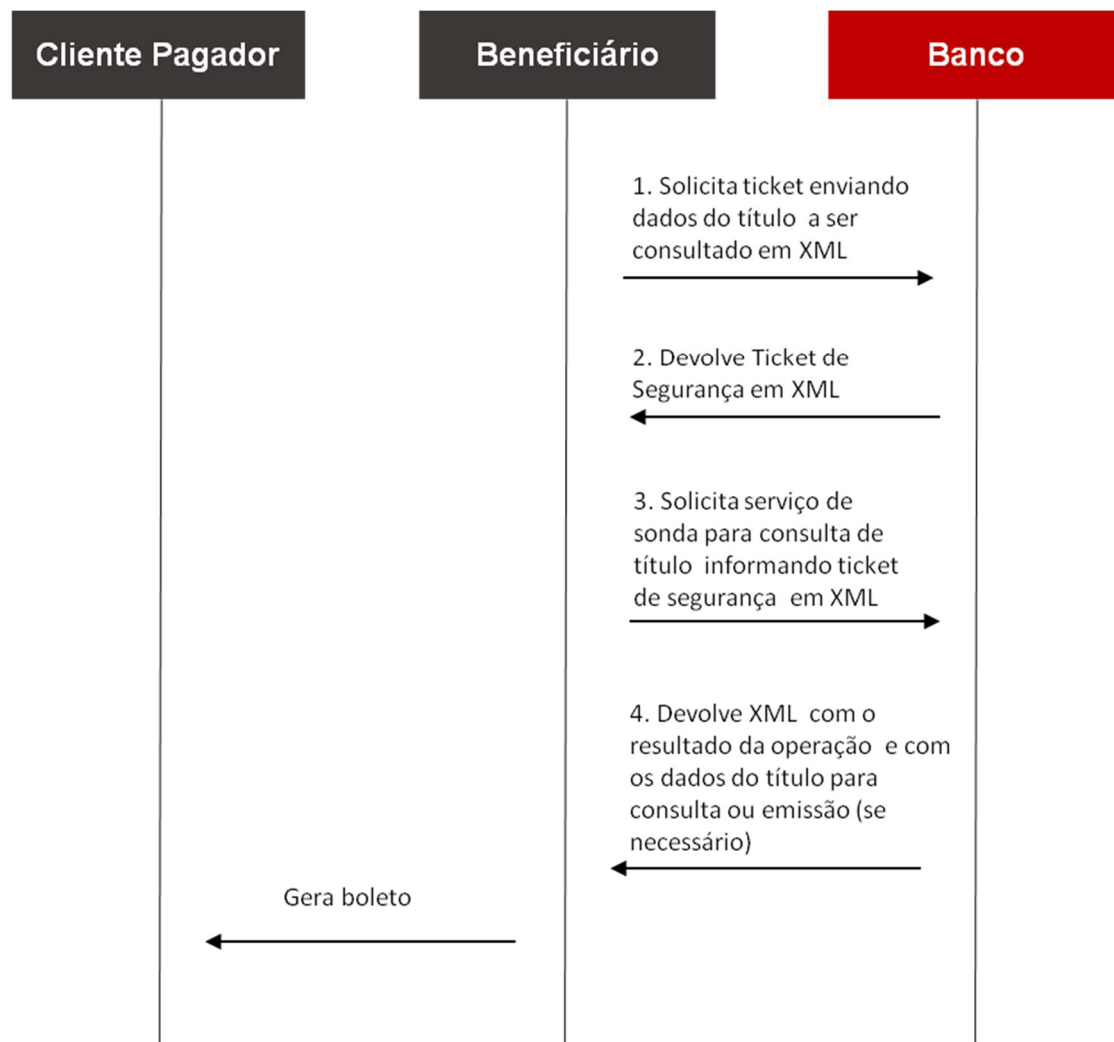 Cliente Pagador
Beneficiário
Banco
1. Solicita ticket enviando
dados do título a ser
consultado em XML
2. Devolve Ticket de
Segurança em XML
3. Solicita serviço de
sonda para consulta de
título informando ticket
de segurança em XML
4. Devolve XML com o
resultado da operação e com
os dados do título para
consulta ou emissão (se
necessário)
Gera boleto